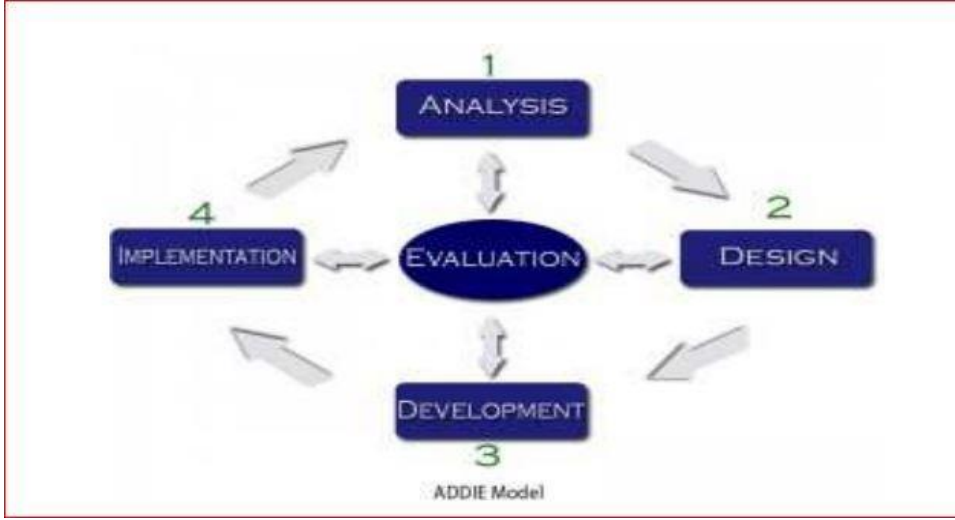 1
ANALYSIS
4
2
IMPLEMENTATION
EVALUATION
DESIGN
DEVELOPMENT
3
ADDIE Model